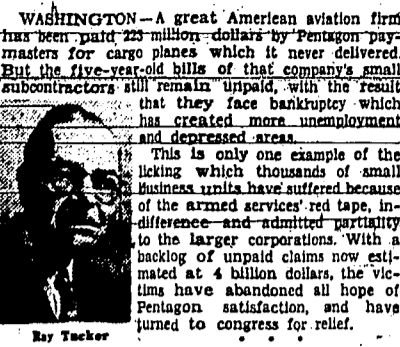 WASHINGTON—A great American aviation firm
has been paid 223 million dollars by Pentagon pay-
masters for cargo planes which it never delivered.
But the five-year-old bills of that company's small
subcontractors still remain unpaid, with the result
that they face bankruptcy which
has created more unemployment
and depressed areas.
This is only one example of the
licking which thousands of small
business units have suffered because
of the armed services' red tape, in-
difference and admitted partiality
to the larger corporations. With a
backlog of unpaid claims now esti-
mated at 4 billion dollars, the vic-
tims have abandoned all hope of
Pentagon satisfaction, and have
turned to congress for relief.
Ray Tucker